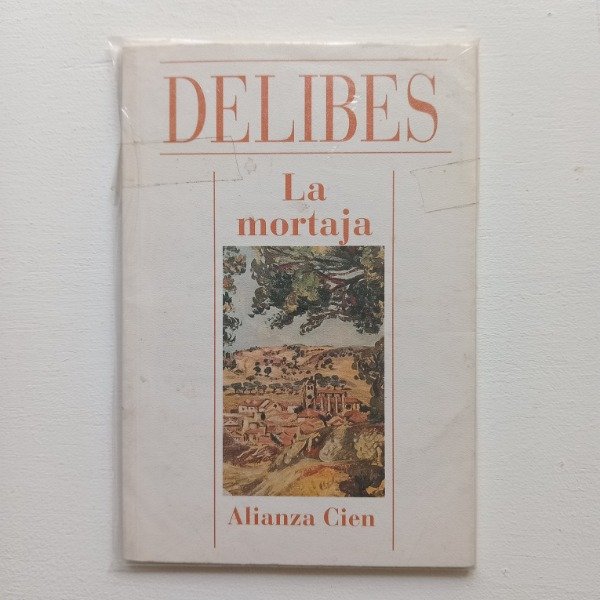 DELIBES
La
mortaja
Alianza Cien